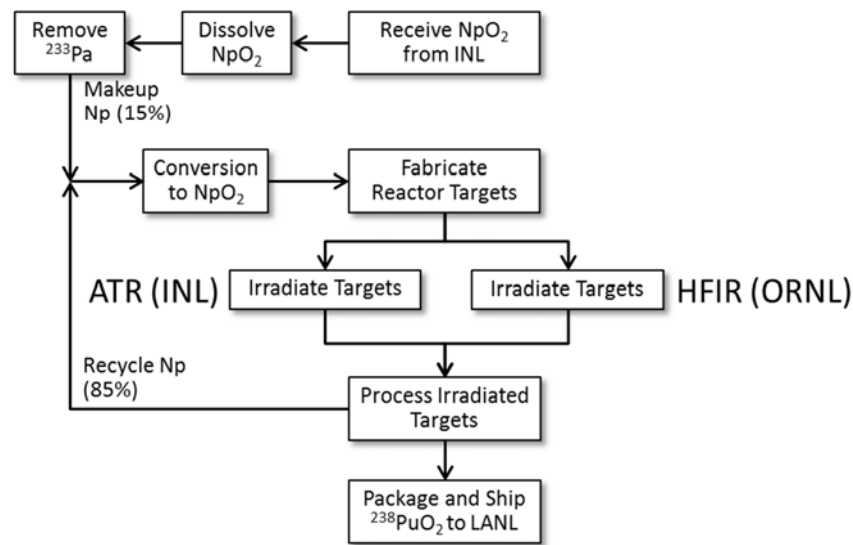 Remove
²³³Pa
Dissolve
NpO₂
Receive NpO₂
from INL
Makeup
Np (15%)
Conversion
to NpO₂
Fabricate
Reactor Targets
ATR (INL)
Irradiate Targets
Irradiate Targets
HFIR (ORNL)
Recycle Np
(85%)
Process Irradiated
Targets
Package and Ship
²³⁸PuO₂ to LANL